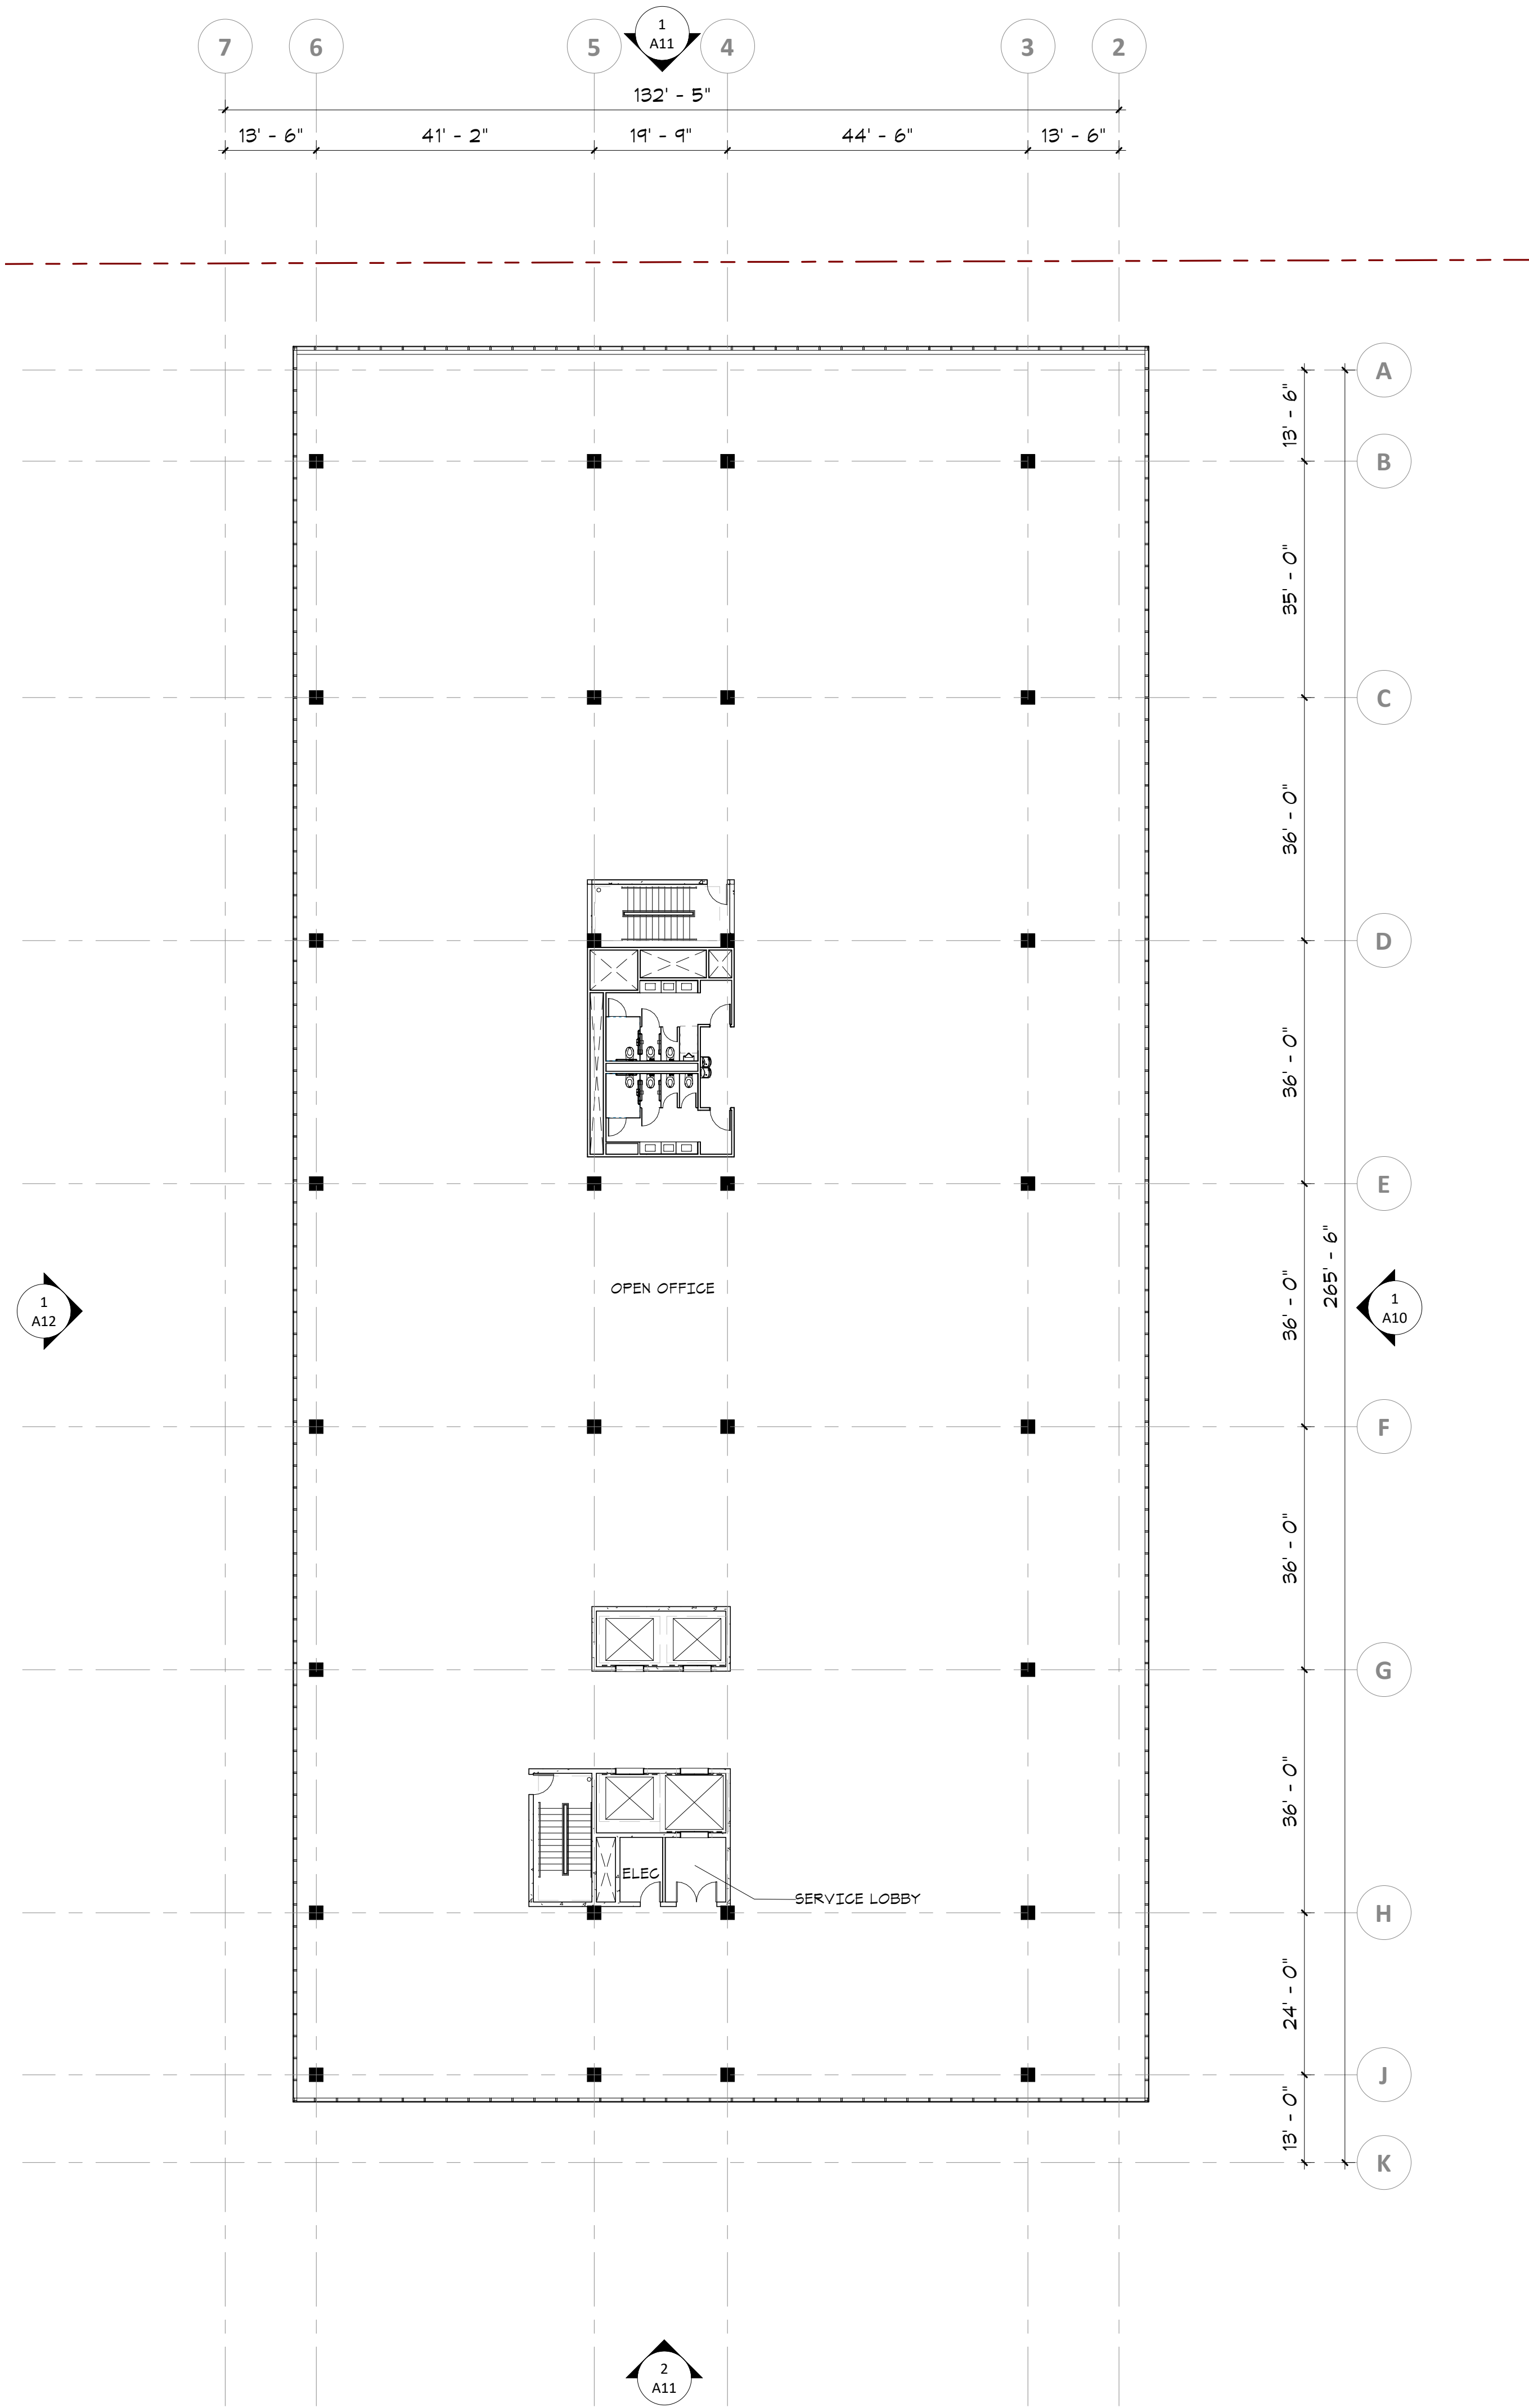 1
A11
7 6 5 4 3 2
132' - 5"
13' - 6" 41' - 2" 19' - 9" 44' - 6" 13' - 6"
A
13' - 6"
B
35' - 0"
C
36' - 0"
D
36' - 0"
E
OPEN OFFICE
265' - 6"
36' - 0"
1
A12
1
A10
F
36' - 0"
G
36' - 0"
ELEC
SERVICE LOBBY
H
24' - 0"
J
13' - 0"
K
2
A11